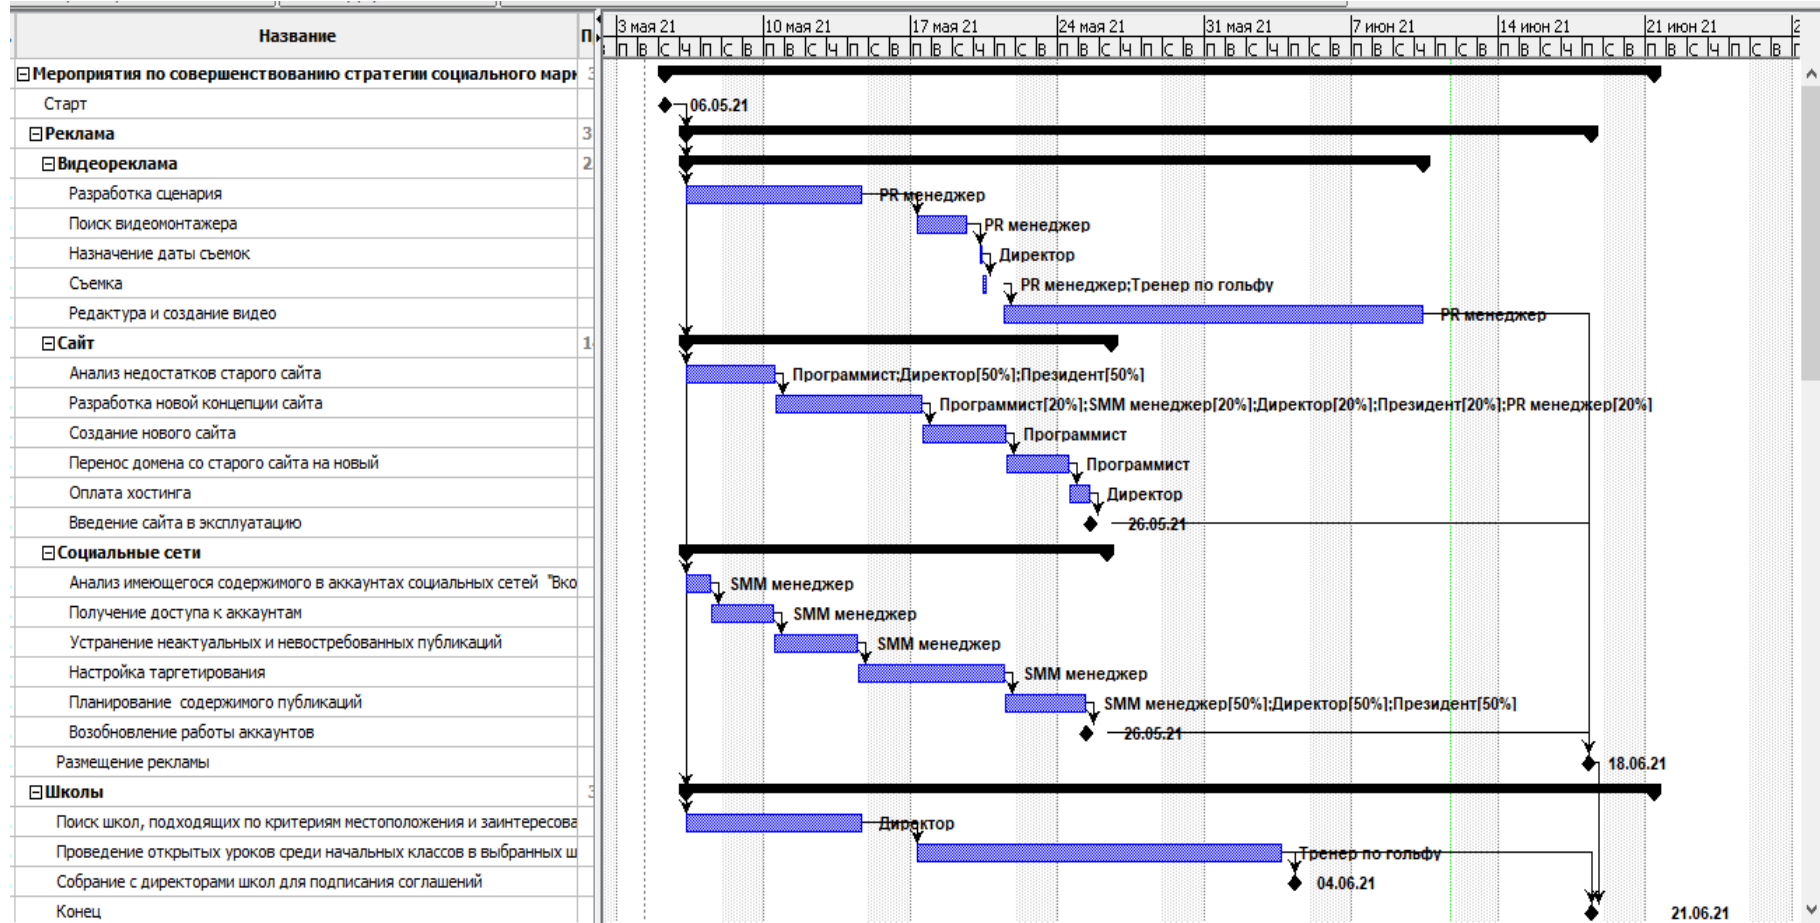 Название
П
3 мая 21
10 мая 21
17 мая 21
24 мая 21
31 мая 21
7 июн 21
14 июн 21
21 июн 21
2
П В С Ч П С В П В С Ч П С В П В С Ч П С В П В С Ч П С В П В С Ч П С В П В С Ч П С В П В С Ч П С В П В С Ч П С В П
Мероприятия по совершенствованию стратегии социального марк
3
Старт
06.05.21
Реклама
3
Видеореклама
2
Разработка сценария
PR менеджер
Поиск видеомонтажера
PR менеджер
Назначение даты съемок
Директор
Съемка
PR менеджер;Тренер по гольфу
Редактура и создание видео
PR менеджер
Сайт
1
Анализ недостатков старого сайта
Программист;Директор[50%];Президент[50%]
Разработка новой концепции сайта
Программист[20%];SMM менеджер[20%];Директор[20%];Президент[20%];PR менеджер[20%]
Создание нового сайта
Программист
Перенос домена со старого сайта на новый
Программист
Оплата хостинга
Директор
Введение сайта в эксплуатацию
26.05.21
Социальные сети
Анализ имеющегося содержимого в аккаунтах социальных сетей "Вко
SMM менеджер
Получение доступа к аккаунтам
SMM менеджер
Устранение неактуальных и невостребованных публикаций
SMM менеджер
Настройка таргетирования
SMM менеджер
Планирование содержимого публикаций
SMM менеджер[50%];Директор[50%];Президент[50%]
Возобновление работы аккаунтов
26.05.21
Размещение рекламы
18.06.21
Школы
3
Поиск школ, подходящих по критериям местоположения и заинтересова
Директор
Проведение открытых уроков среди начальных классов в выбранных ш
Тренер по гольфу
Собрание с директорами школ для подписания соглашений
04.06.21
Конец
21.06.21